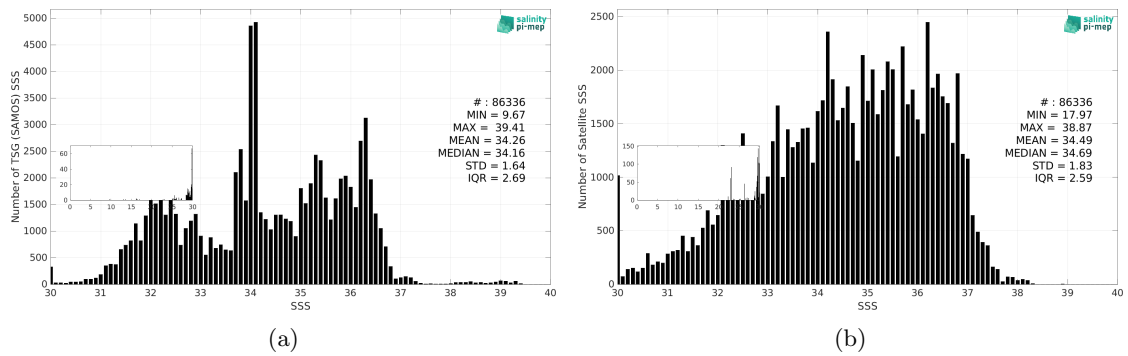 5000
4500
4000
3500
3000
2500
2000
1500
1000
500
0
Number of TSG (SAMOS) SSS
salinity
pi-mep
# : 86336
MIN = 9.67
MAX = 39.41
MEAN = 34.26
MEDIAN = 34.16
STD = 1.64
IQR = 2.69
60
40
20
0
0 5 10 15 20 25 30
30 31 32 33 34 35 36 37 38 39 40
SSS
(a)
2500
2000
1500
1000
500
0
Number of Satellite SSS
salinity
pi-mep
# : 86336
MIN = 17.97
MAX = 38.87
MEAN = 34.49
MEDIAN = 34.69
STD = 1.83
IQR = 2.59
150
100
50
0
0 5 10 15
30 31 32 33 34 35 36 37 38 39 40
SSS
(b)